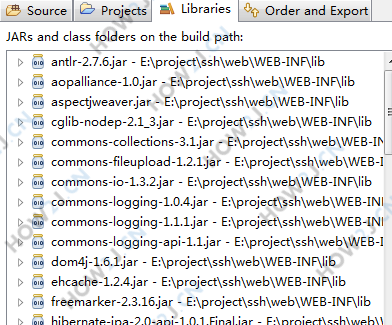 Source Projects Libraries Order and Export
JARs and class folders on the build path:
antlr-2.7.6.jar - E:\project\ssh\web\WEB-INF\lib
aopalliance-1.0.jar - E:\project\ssh\web\WEB-INF\lib
aspectjweaver.jar - E:\project\ssh\web\WEB-INF\lib
cglib-nodep-2.1_3.jar - E:\project\ssh\web\WEB-INF\lib
commons-collections-3.1.jar - E:\project\ssh\web\WEB-INF
commons-fileupload-1.2.1.jar - E:\project\ssh\web\WEB-IN
commons-io-1.3.2.jar - E:\project\ssh\web\WEB-INF\lib
commons-logging-1.0.4.jar - E:\project\ssh\web\WEB-INF\l
commons-logging-1.1.1.jar - E:\project\ssh\web\WEB-INF\l
commons-logging-api-1.1.jar - E:\project\ssh\web\WEB-INF
dom4j-1.6.1.jar - E:\project\ssh\web\WEB-INF\lib
ehcache-1.2.4.jar - E:\project\ssh\web\WEB-INF\lib
freemarker-2.3.16.jar - E:\project\ssh\web\WEB-INF\lib
hibernate-jpa-2.0-api-1.0.1.Final.jar - E:\project\ssh\web
HOW2J.CN